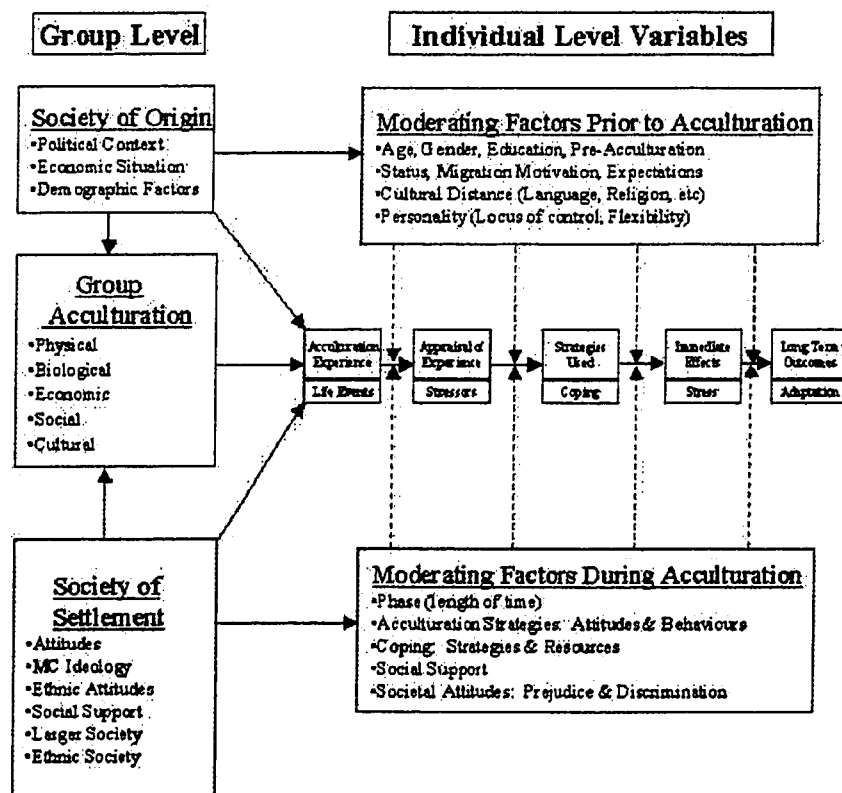 Group Level
Individual Level Variables
Society of Origin
•Political Context
•Economic Situation
•Demographic Factors
Moderating Factors Prior to Acculturation
•Age, Gender, Education, Pre-Acculturation
•Status, Migration Motivation, Expectations
•Cultural Distance (Language, Religion, etc)
•Personality (Locus of control, Flexibility)
Group
Acculturation
•Physical
•Biological
•Economic
•Social
•Cultural
Acculturation
Experience
Life Events
Appraisal of
Experience
Stressors
Strategies
Used
Coping
Immediate
Effects
Stress
Long Term
Outcomes
Adaptation
Society of
Settlement
•Attitudes
•MC Ideology
•Ethnic Attitudes
•Social Support
•Larger Society
•Ethnic Society
Moderating Factors During Acculturation
•Phase (length of time)
•Acculturation Strategies: Attitudes & Behaviours
•Coping: Strategies & Resources
•Social Support
•Societal Attitudes: Prejudice & Discrimination